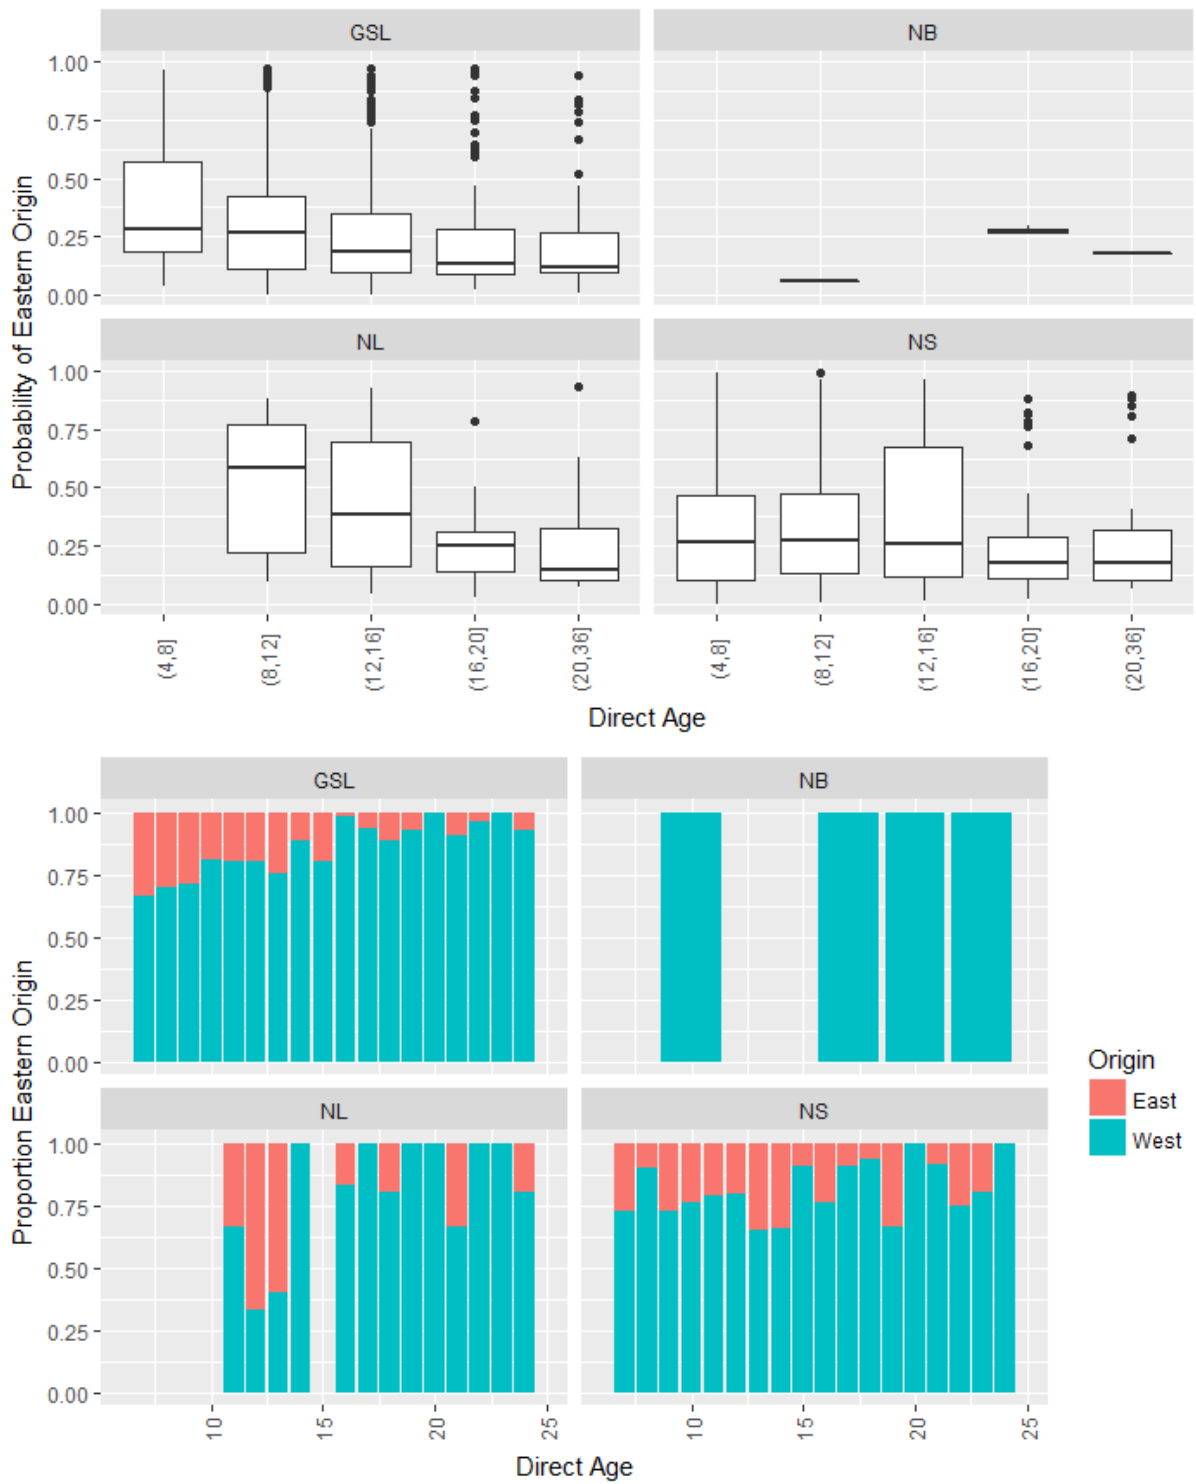 GSL NB
1.00
0.75
0.50
0.25
0.00
NL NS
1.00
0.75
0.50
0.25
0.00
Probability of Eastern Origin
(4,8] (8,12] (12,16] (16,20] (20,36] (4,8] (8,12] (12,16] (16,20] (20,36]
Direct Age
GSL NB
1.00
0.75
0.50
0.25
0.00
NL NS
1.00
0.75
0.50
0.25
0.00
Proportion Eastern Origin
10 15 20 25 10 15 20 25
Direct Age
Origin
East
West